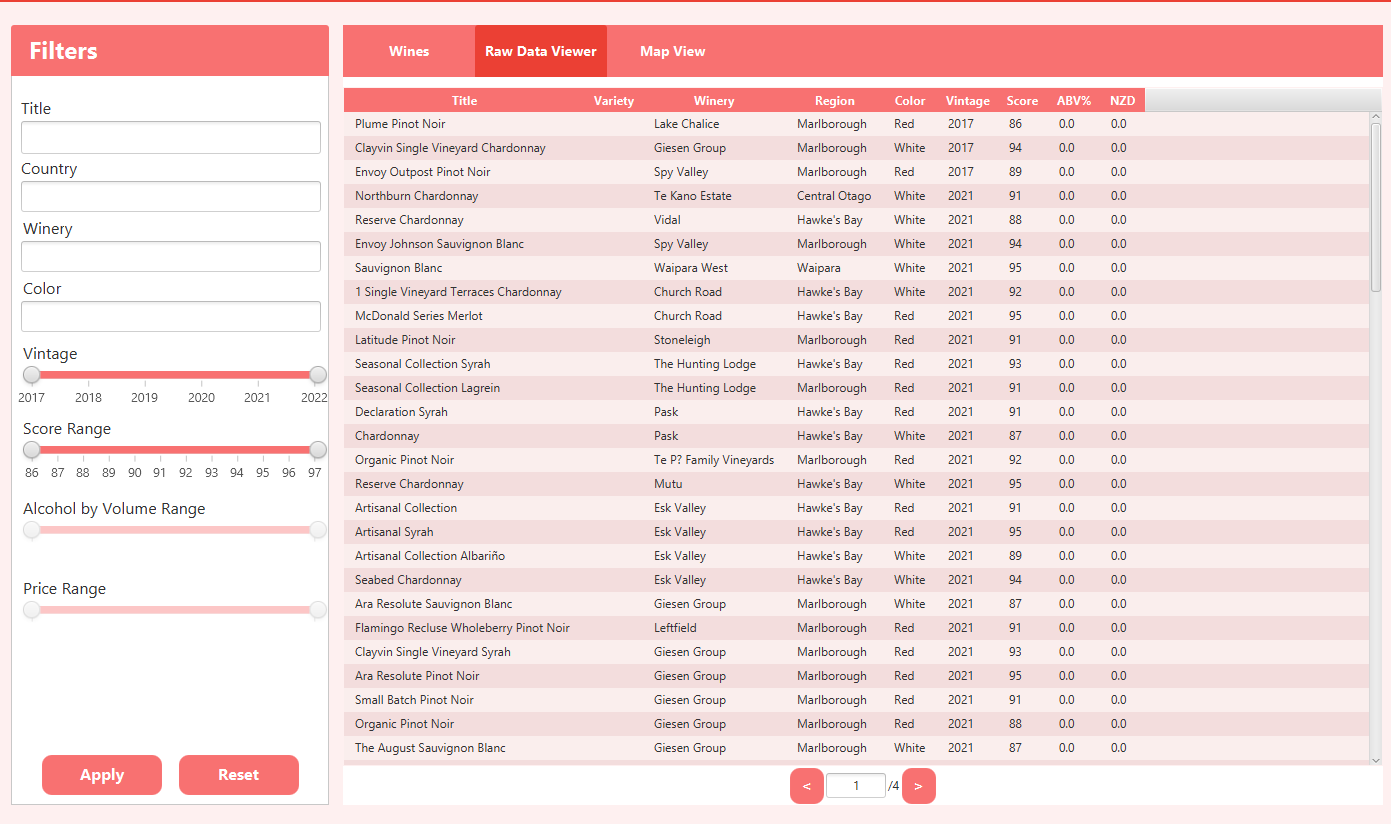 Filters
Title
Country
Winery
Color
Vintage
2017 2018 2019 2020 2021 2022
Score Range
86 87 88 89 90 91 92 93 94 95 96 97
Alcohol by Volume Range
Price Range
Apply Reset
Wines Raw Data Viewer Map View
Title Variety Winery Region Color Vintage Score ABV% NZD
Plume Pinot Noir Lake Chalice Marlborough Red 2017 86 0.0 0.0
Clayvin Single Vineyard Chardonnay Giesen Group Marlborough White 2017 94 0.0 0.0
Envoy Outpost Pinot Noir Spy Valley Marlborough Red 2017 89 0.0 0.0
Northburn Chardonnay Te Kano Estate Central Otago White 2021 91 0.0 0.0
Reserve Chardonnay Vidal Hawke's Bay White 2021 88 0.0 0.0
Envoy Johnson Sauvignon Blanc Spy Valley Marlborough White 2021 94 0.0 0.0
Sauvignon Blanc Waipara West Waipara White 2021 95 0.0 0.0
1 Single Vineyard Terraces Chardonnay Church Road Hawke's Bay White 2021 92 0.0 0.0
McDonald Series Merlot Church Road Hawke's Bay Red 2021 95 0.0 0.0
Latitude Pinot Noir Stoneleigh Marlborough Red 2021 91 0.0 0.0
Seasonal Collection Syrah The Hunting Lodge Hawke's Bay Red 2021 93 0.0 0.0
Seasonal Collection Lagrein The Hunting Lodge Marlborough Red 2021 91 0.0 0.0
Declaration Syrah Pask Hawke's Bay Red 2021 91 0.0 0.0
Chardonnay Pask Hawke's Bay White 2021 87 0.0 0.0
Organic Pinot Noir Te P? Family Vineyards Marlborough Red 2021 92 0.0 0.0
Reserve Chardonnay Mutu Hawke's Bay White 2021 95 0.0 0.0
Artisanal Collection Esk Valley Hawke's Bay Red 2021 91 0.0 0.0
Artisanal Syrah Esk Valley Hawke's Bay Red 2021 95 0.0 0.0
Artisanal Collection Albariño Esk Valley Hawke's Bay White 2021 89 0.0 0.0
Seabed Chardonnay Esk Valley Hawke's Bay White 2021 94 0.0 0.0
Ara Resolute Sauvignon Blanc Giesen Group Marlborough White 2021 87 0.0 0.0
Flamingo Recluse Wholeberry Pinot Noir Leftfield Marlborough Red 2021 91 0.0 0.0
Clayvin Single Vineyard Syrah Giesen Group Marlborough Red 2021 93 0.0 0.0
Ara Resolute Pinot Noir Giesen Group Marlborough Red 2021 95 0.0 0.0
Small Batch Pinot Noir Giesen Group Marlborough Red 2021 91 0.0 0.0
Organic Pinot Noir Giesen Group Marlborough Red 2021 88 0.0 0.0
The August Sauvignon Blanc Giesen Group Marlborough White 2021 87 0.0 0.0
< 1 /4 >